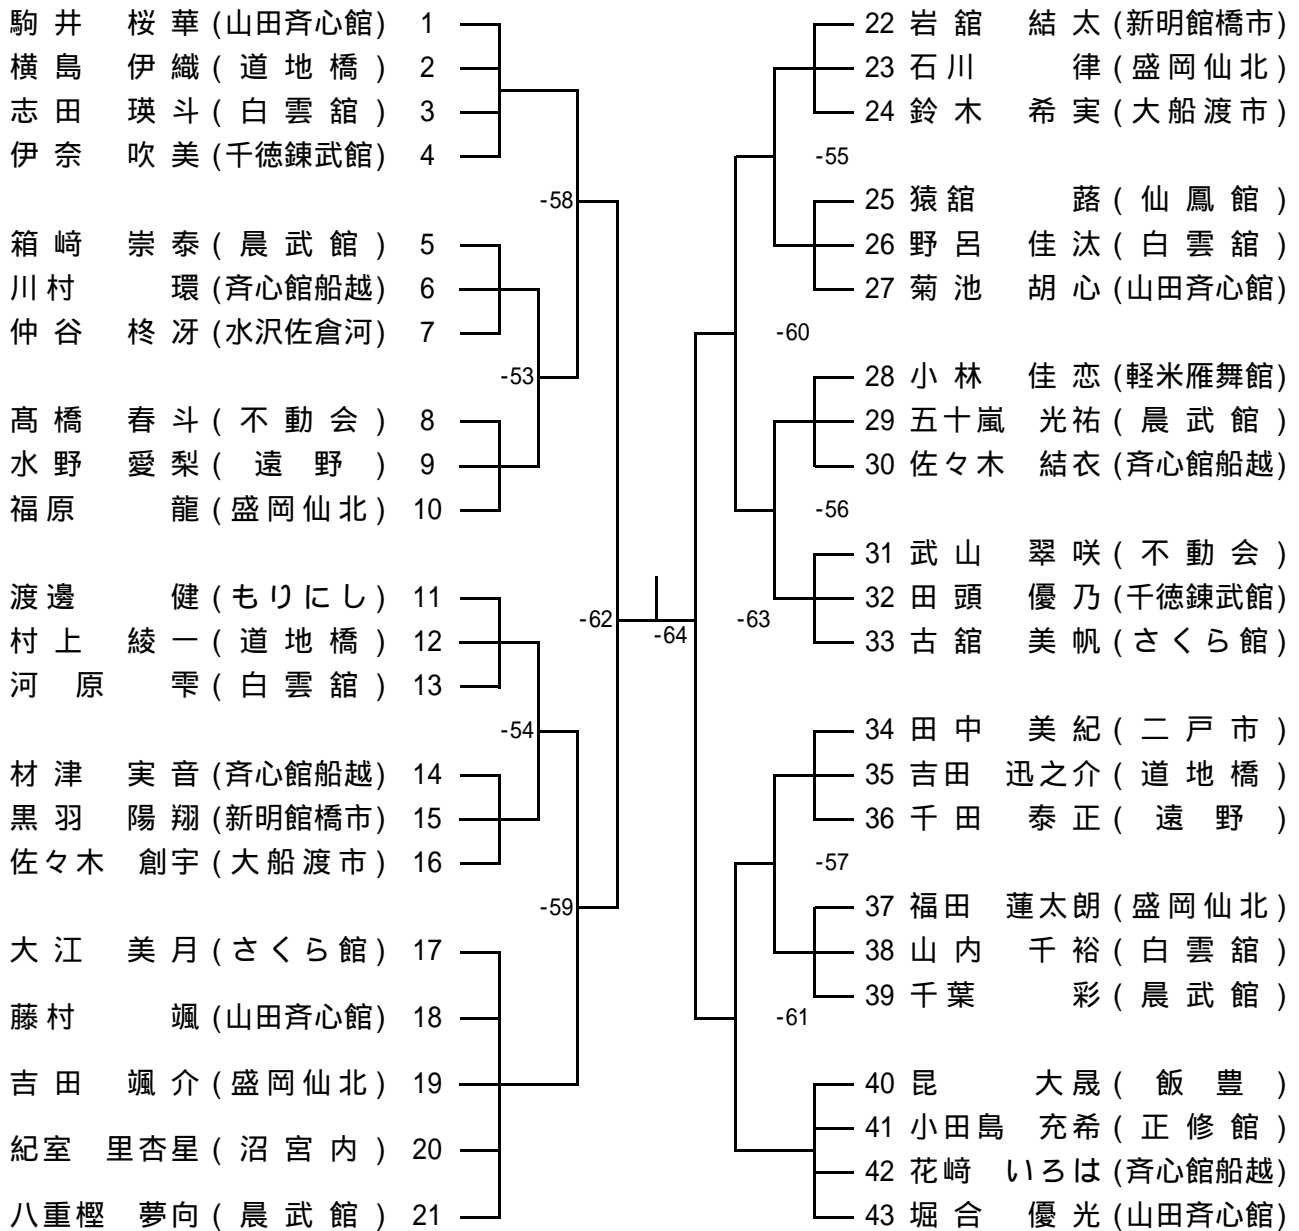 駒井 桜華 (山田斉心館) 1
横島 伊織 (道地橋) 2
志田 瑛斗 (白雲舘) 3
伊奈 吹美 (千徳錬武館) 4
-58
箱﨑 崇泰 (晨武館) 5
川村 環 (斉心館船越) 6
仲谷 柊冴 (水沢佐倉河) 7
-53
髙橋 春斗 (不動会) 8
水野 愛梨 (遠野) 9
福原 龍 (盛岡仙北) 10
渡邊 健 (もりにし) 11
村上 綾一 (道地橋) 12
河原 雫 (白雲舘) 13
-54
材津 実音 (斉心館船越) 14
黒羽 陽翔 (新明館橋市) 15
佐々木 創宇 (大船渡市) 16
-59
大江 美月 (さくら館) 17
藤村 颯 (山田斉心館) 18
吉田 颯介 (盛岡仙北) 19
紀室 里杏星 (沼宮内) 20
八重樫 夢向 (晨武館) 21
-62
-64
-63
22 岩舘 結太 (新明館橋市)
23 石川 律 (盛岡仙北)
24 鈴木 希実 (大船渡市)
-55
25 猿舘 蕗 (仙鳳館)
26 野呂 佳汰 (白雲舘)
27 菊池 胡心 (山田斉心館)
-60
28 小林 佳恋 (軽米雁舞館)
29 五十嵐 光祐 (晨武館)
30 佐々木 結衣 (斉心館船越)
-56
31 武山 翠咲 (不動会)
32 田頭 優乃 (千徳錬武館)
33 古舘 美帆 (さくら館)
34 田中 美紀 (二戸市)
35 吉田 迅之介 (道地橋)
36 千田 泰正 (遠野)
-57
37 福田 蓮太朗 (盛岡仙北)
38 山内 千裕 (白雲舘)
39 千葉 彩 (晨武館)
-61
40 昆 大晟 (飯豊)
41 小田島 充希 (正修館)
42 花﨑 いろは (斉心館船越)
43 堀合 優光 (山田斉心館)